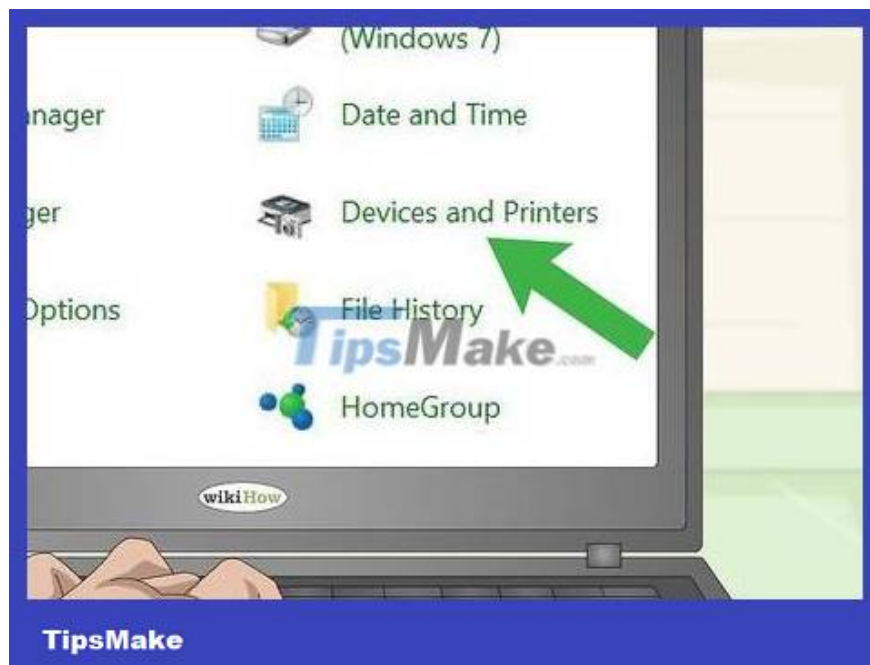 (Windows 7)
nager
Date and Time
ger
Devices and Printers
Options
File History
TipsMake.com
HomeGroup
wikiHow
TipsMake